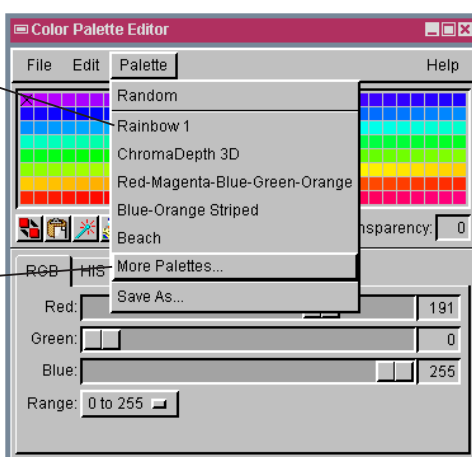 Color Palette Editor
File Edit Palette Help
Random
Rainbow 1
ChromaDepth 3D
Red-Magenta-Blue-Green-Orange
Blue-Orange Striped
Beach
nsparency: 0
More Palettes...
Save As...
RGB HIS
Red: 191
Green: 0
Blue: 255
Range: 0 to 255